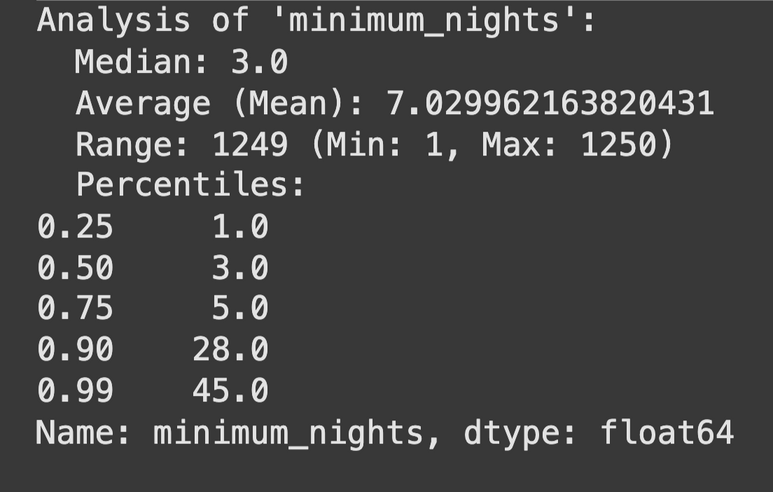 Analysis of 'minimum_nights':
  Median: 3.0
  Average (Mean): 7.029962163820431
  Range: 1249 (Min: 1, Max: 1250)
  Percentiles:
0.25     1.0
0.50     3.0
0.75     5.0
0.90    28.0
0.99    45.0
Name: minimum_nights, dtype: float64